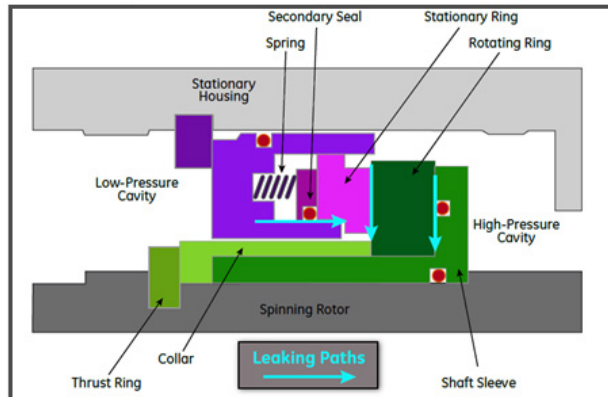 Secondary Seal
Stationary Ring
Spring
Rotating Ring
Stationary
Housing
Low-Pressure
Cavity
High-Pressure
Cavity
Spinning Rotor
Collar
Leaking Paths
Thrust Ring
Shaft Sleeve